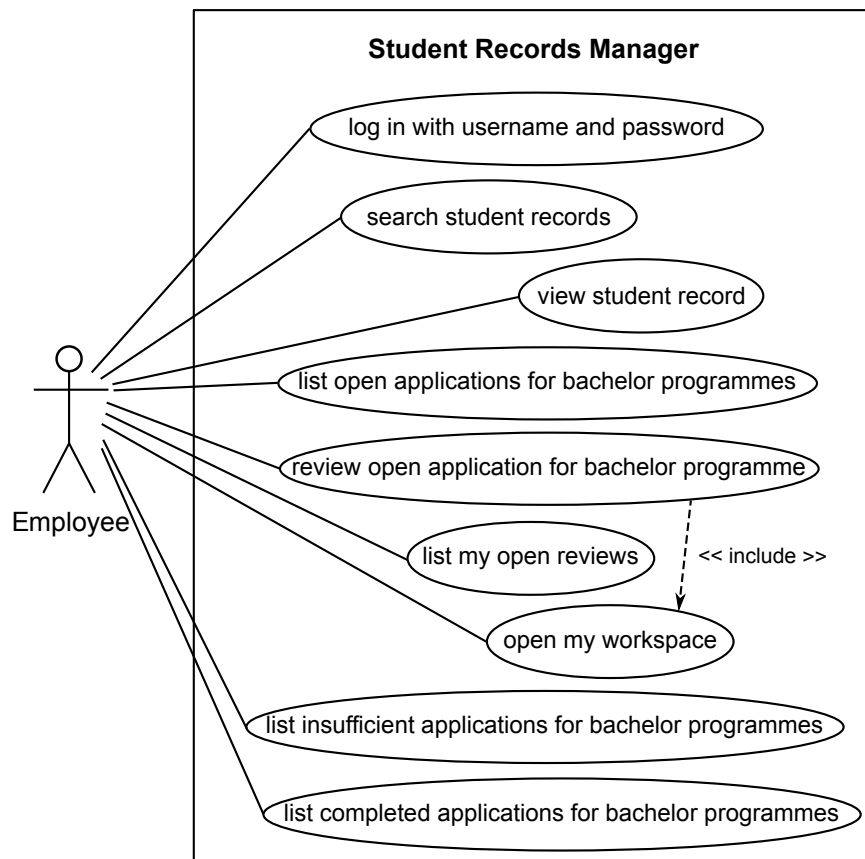 Student Records Manager
log in with username and password
search student records
view student record
list open applications for bachelor programmes
review open application for bachelor programme
Employee
list my open reviews
<< include >>
open my workspace
list insufficient applications for bachelor programmes
list completed applications for bachelor programmes